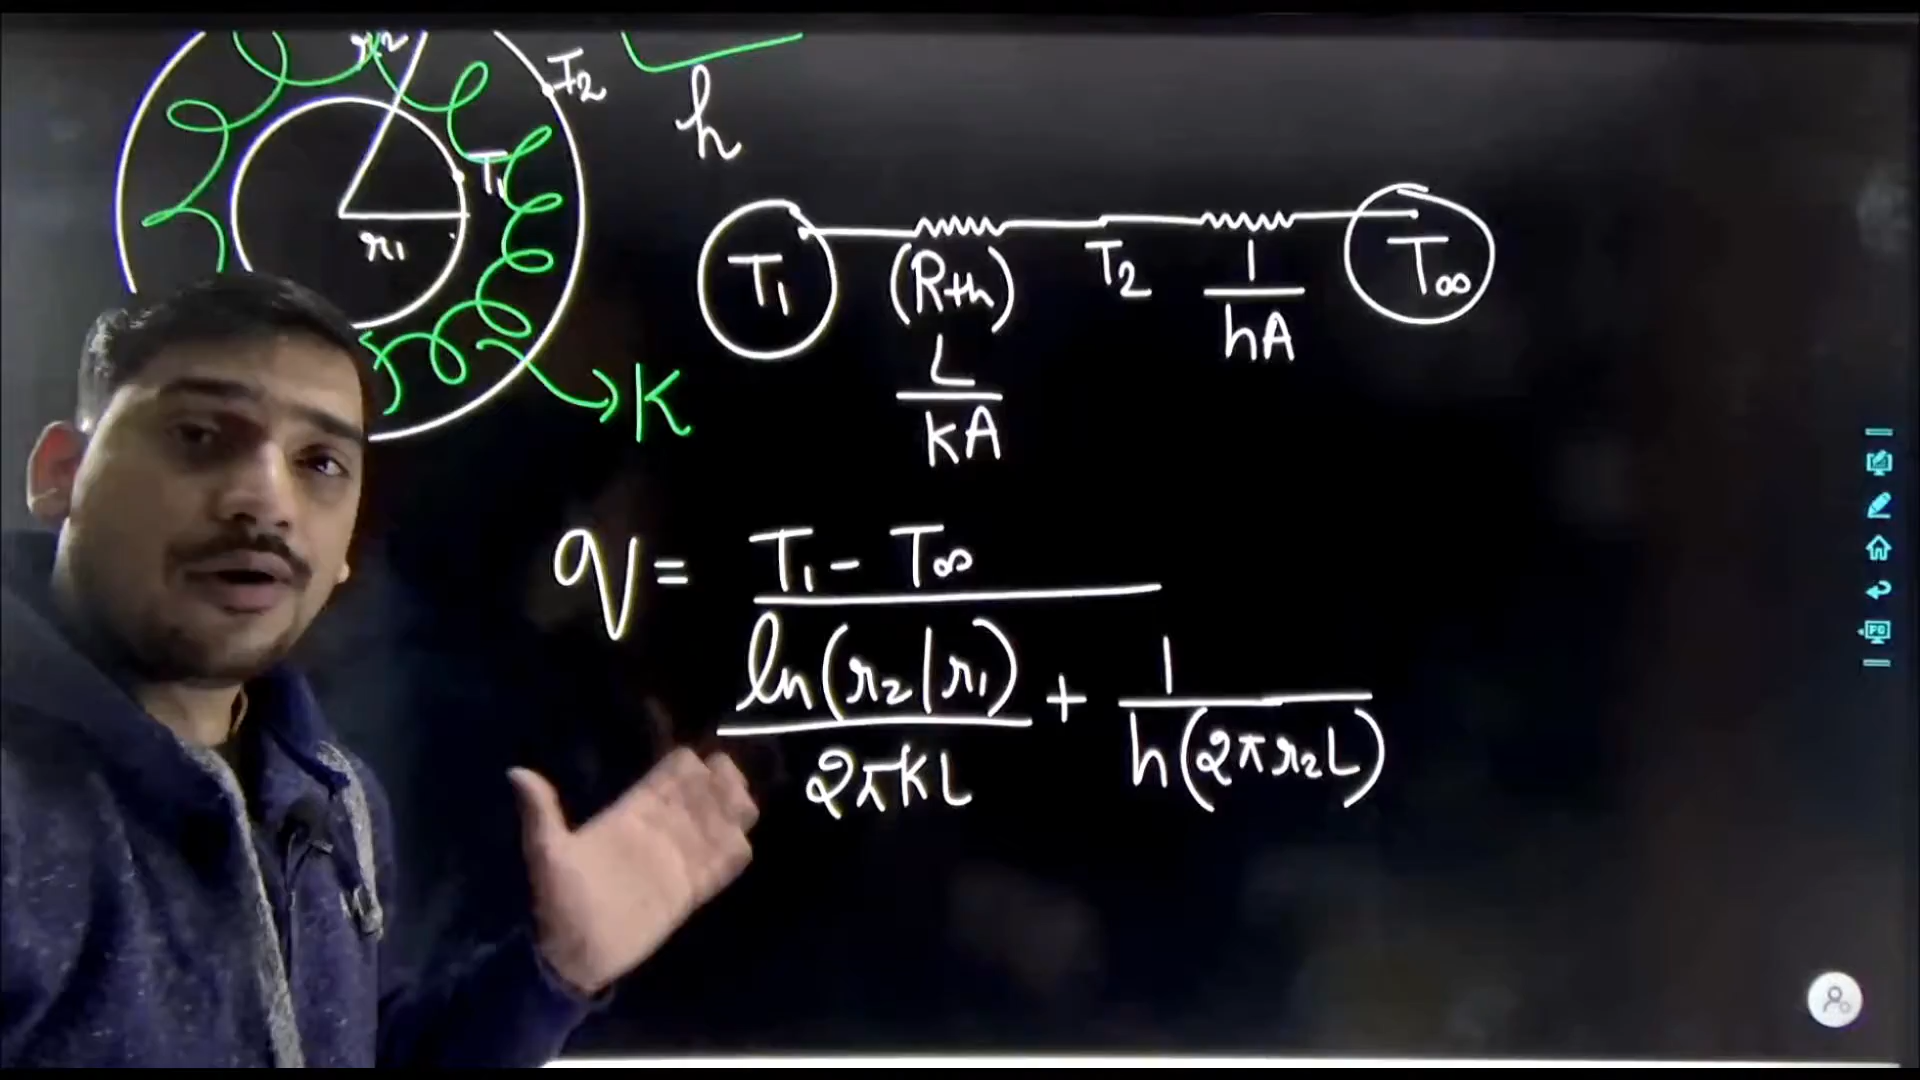 r2
T2
h
T1
r1
K
T1 (Rth) T2 1/hA T∞
L/kA
q = (T1 - T∞) / (ln(r2|r1)/2πKL + 1/h(2πr2L))